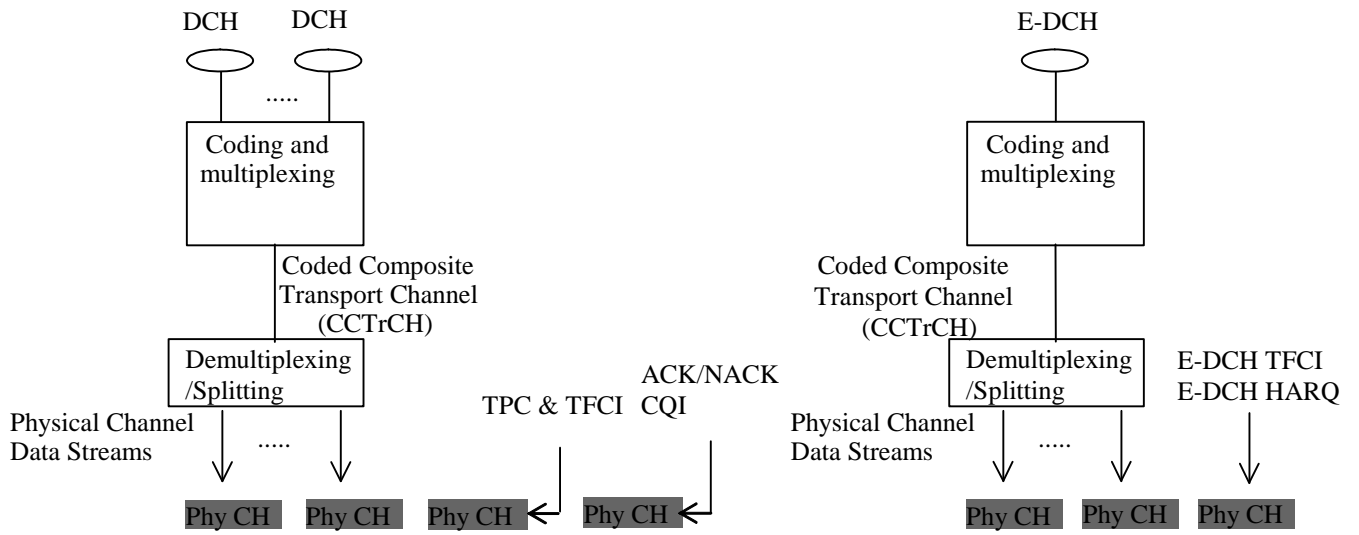 DCH
DCH
.....
Coding and
multiplexing
Coded Composite
Transport Channel
(CCTrCH)
Demultiplexing
/Splitting
Physical Channel
Data Streams
.....
TPC & TFCI
ACK/NACK
CQI
Phy CH
Phy CH
Phy CH
Phy CH
E-DCH
Coding and
multiplexing
Coded Composite
Transport Channel
(CCTrCH)
Demultiplexing
/Splitting
E-DCH TFCI
E-DCH HARQ
Physical Channel
Data Streams
.....
Phy CH
Phy CH
Phy CH